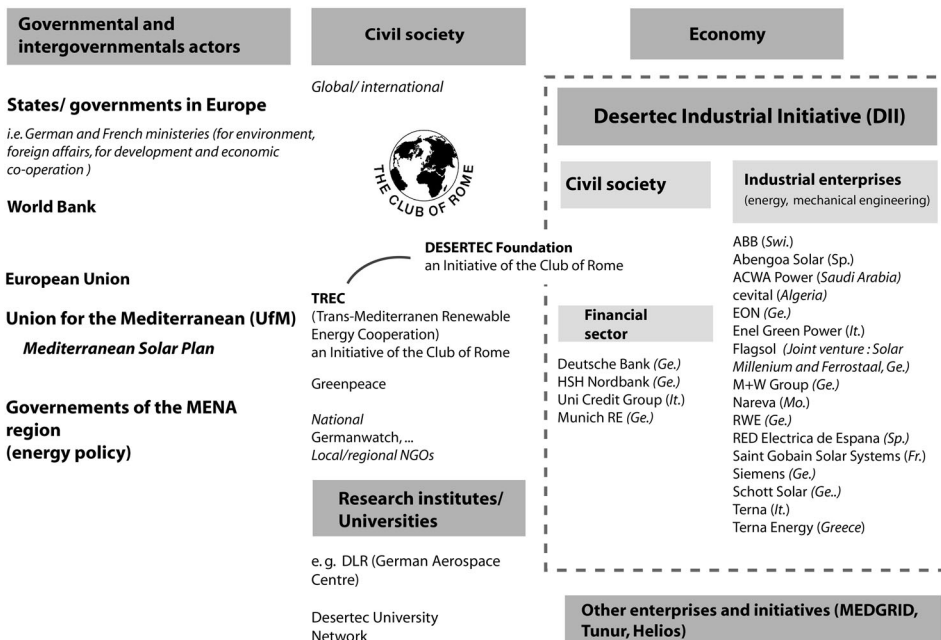 Governmental and
intergovernmentals actors
States/ governments in Europe
i.e. German and French ministeries (for environment,
foreign affairs, for development and economic
co-operation )
World Bank
European Union
Union for the Mediterranean (UfM)
Mediterranean Solar Plan
Governements of the MENA
region
(energy policy)
Civil society
Global/ international
THE CLUB OF ROME
DESERTEC Foundation
an Initiative of the Club of Rome
TREC
(Trans-Mediterranen Renewable
Energy Cooperation)
an Initiative of the Club of Rome
Greenpeace
National
Germanwatch, ...
Local/regional NGOs
Research institutes/
Universities
e. g. DLR (German Aerospace
Centre)
Desertec University
Network
Economy
Desertec Industrial Initiative (DII)
Civil society
Financial
sector
Deutsche Bank (Ge.)
HSH Nordbank (Ge.)
Uni Credit Group (It.)
Munich RE (Ge.)
Industrial enterprises
(energy, mechanical engineering)
ABB (Swi.)
Abengoa Solar (Sp.)
ACWA Power (Saudi Arabia)
cevital (Algeria)
EON (Ge.)
Enel Green Power (It.)
Flagsol (Joint venture : Solar
Millenium and Ferrostaal, Ge.)
M+W Group (Ge.)
Nareva (Mo.)
RWE (Ge.)
RED Electrica de Espana (Sp.)
Saint Gobain Solar Systems (Fr.)
Siemens (Ge.)
Schott Solar (Ge..)
Terna (It.)
Terna Energy (Greece)
Other enterprises and initiatives (MEDGRID,
Tunur, Helios)